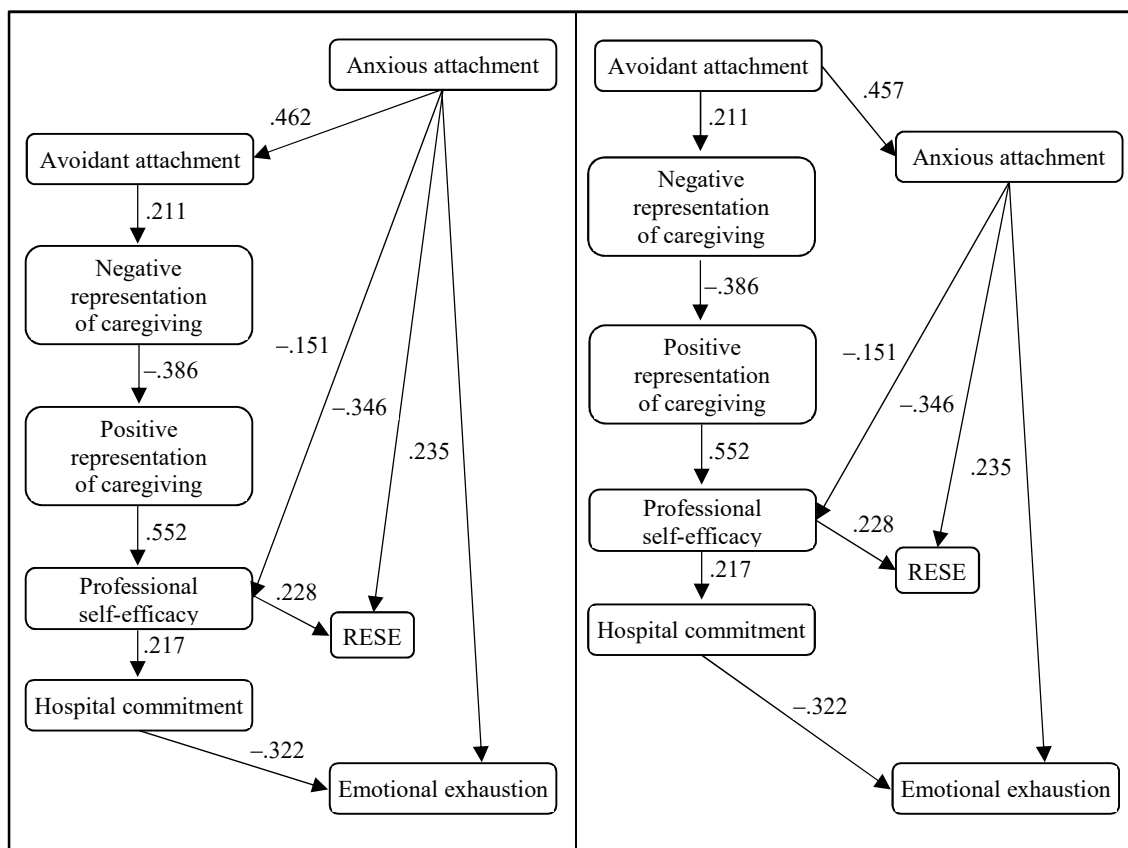 Anxious attachment
.462
Avoidant attachment
.211
Negative
representation
of caregiving
–.386
–.151
–.346
.235
Positive
representation
of caregiving
.552
Professional
self-efficacy
.228
RESE
.217
Hospital commitment
–.322
Emotional exhaustion
Avoidant attachment
.457
.211
Anxious attachment
Negative
representation
of caregiving
–.386
Positive
representation
of caregiving
-.151
–.346
.235
.552
Professional
self-efficacy
.228
RESE
.217
Hospital commitment
–.322
Emotional exhaustion